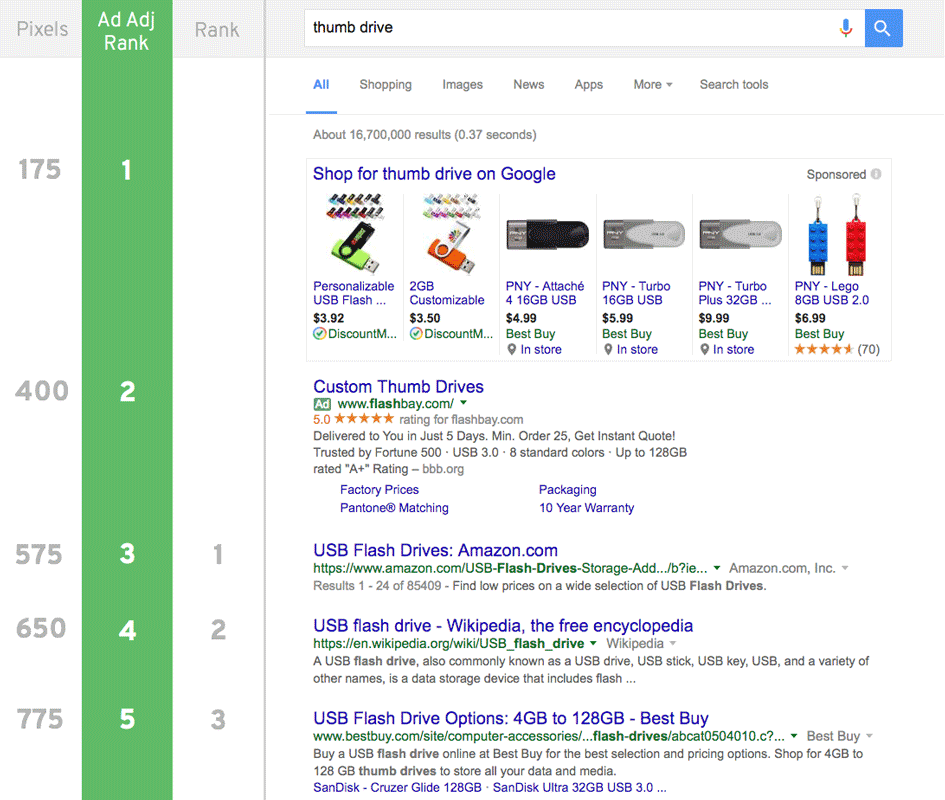 Pixels
Ad Adj
Rank
Rank
thumb drive
All Shopping Images News Apps More Search tools
About 16,700,000 results (0.37 seconds)
175 1
Shop for thumb drive on Google Sponsored
Personalizable
USB Flash ...
$3.92
DiscountM...
2GB
Customizable
$3.50
DiscountM...
PNY - Attaché
4 16GB USB
$4.99
Best Buy
In store
PNY - Turbo
16GB USB
$5.99
Best Buy
In store
PNY - Turbo
Plus 32GB ...
$9.99
Best Buy
In store
PNY - Lego
8GB USB 2.0
$6.99
Best Buy
(70)
400 2
Custom Thumb Drives
Ad www.flashbay.com/
5.0 ★★★★★ rating for flashbay.com
Delivered to You in Just 5 Days. Min. Order 25, Get Instant Quote!
Trusted by Fortune 500 · USB 3.0 · 8 standard colors · Up to 128GB
rated "A+" Rating – bbb.org
Factory Prices Packaging
Pantone® Matching 10 Year Warranty
575 3 1
USB Flash Drives: Amazon.com
https://www.amazon.com/USB-Flash-Drives-Storage-Add.../b?ie... Amazon.com, Inc.
Results 1 - 24 of 85409 - Find low prices on a wide selection of USB Flash Drives.
650 4 2
USB flash drive - Wikipedia, the free encyclopedia
https://en.wikipedia.org/wiki/USB_flash_drive Wikipedia
A USB flash drive, also commonly known as a USB drive, USB stick, USB key, USB, and a variety of
other names, is a data storage device that includes flash ...
775 5 3
USB Flash Drive Options: 4GB to 128GB - Best Buy
www.bestbuy.com/site/computer-accessories/...flash-drives/abcat0504010.c?... Best Buy
Buy a USB flash drive online at Best Buy for the best selection and pricing options. Shop for 4GB to
128 GB thumb drives to store all your data and media.
SanDisk - Cruzer Glide 128GB · SanDisk Ultra 32GB USB 3.0 ...